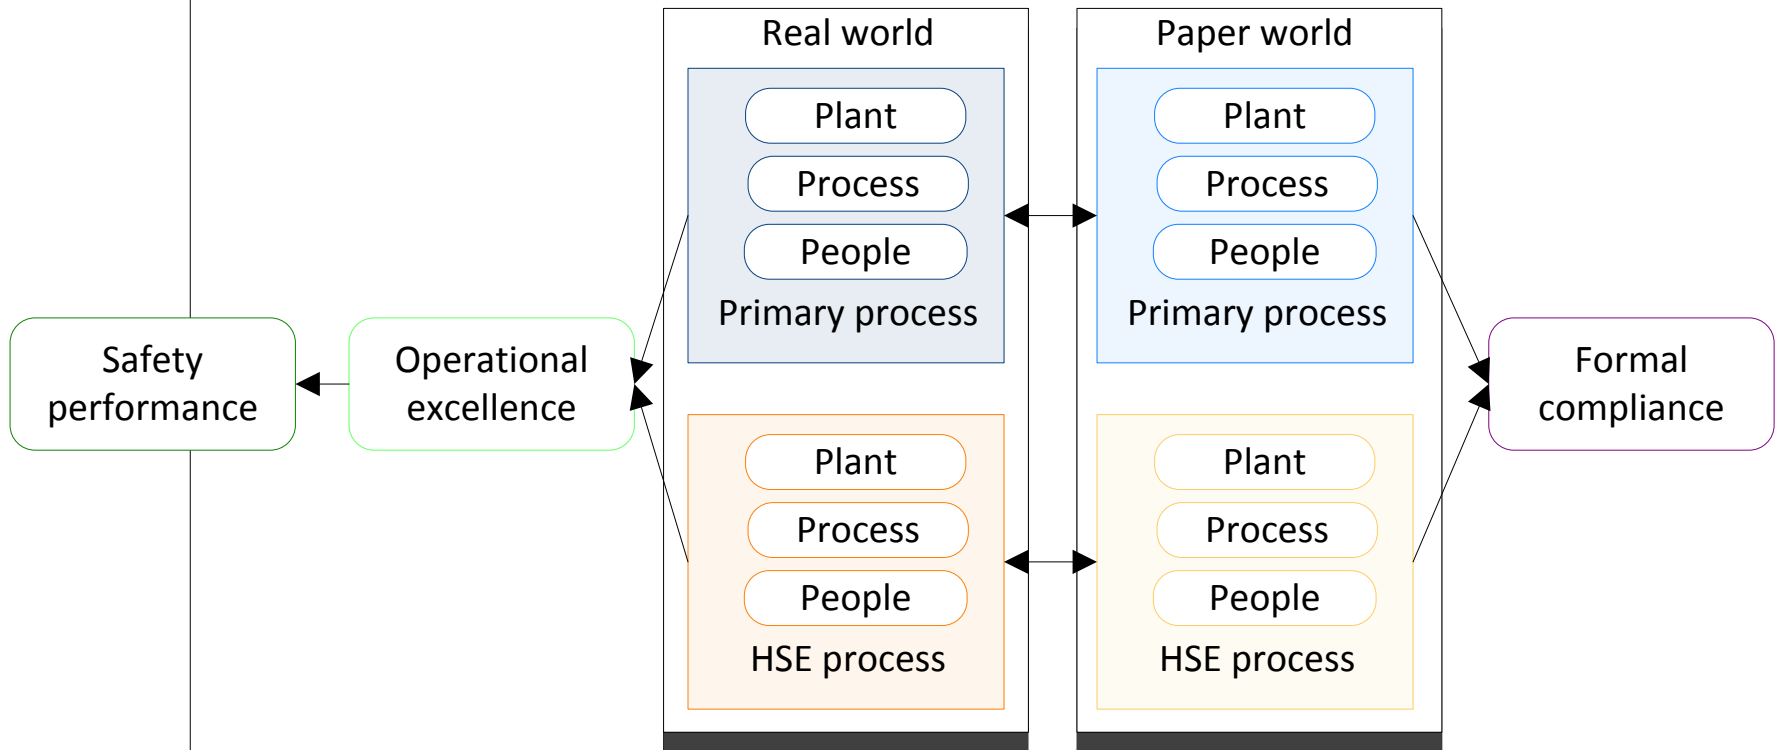 Real world
Plant
Process
People
Primary process
Plant
Process
People
HSE process
Paper world
Plant
Process
People
Primary process
Plant
Process
People
HSE process
Safety
performance
Operational
excellence
Formal
compliance